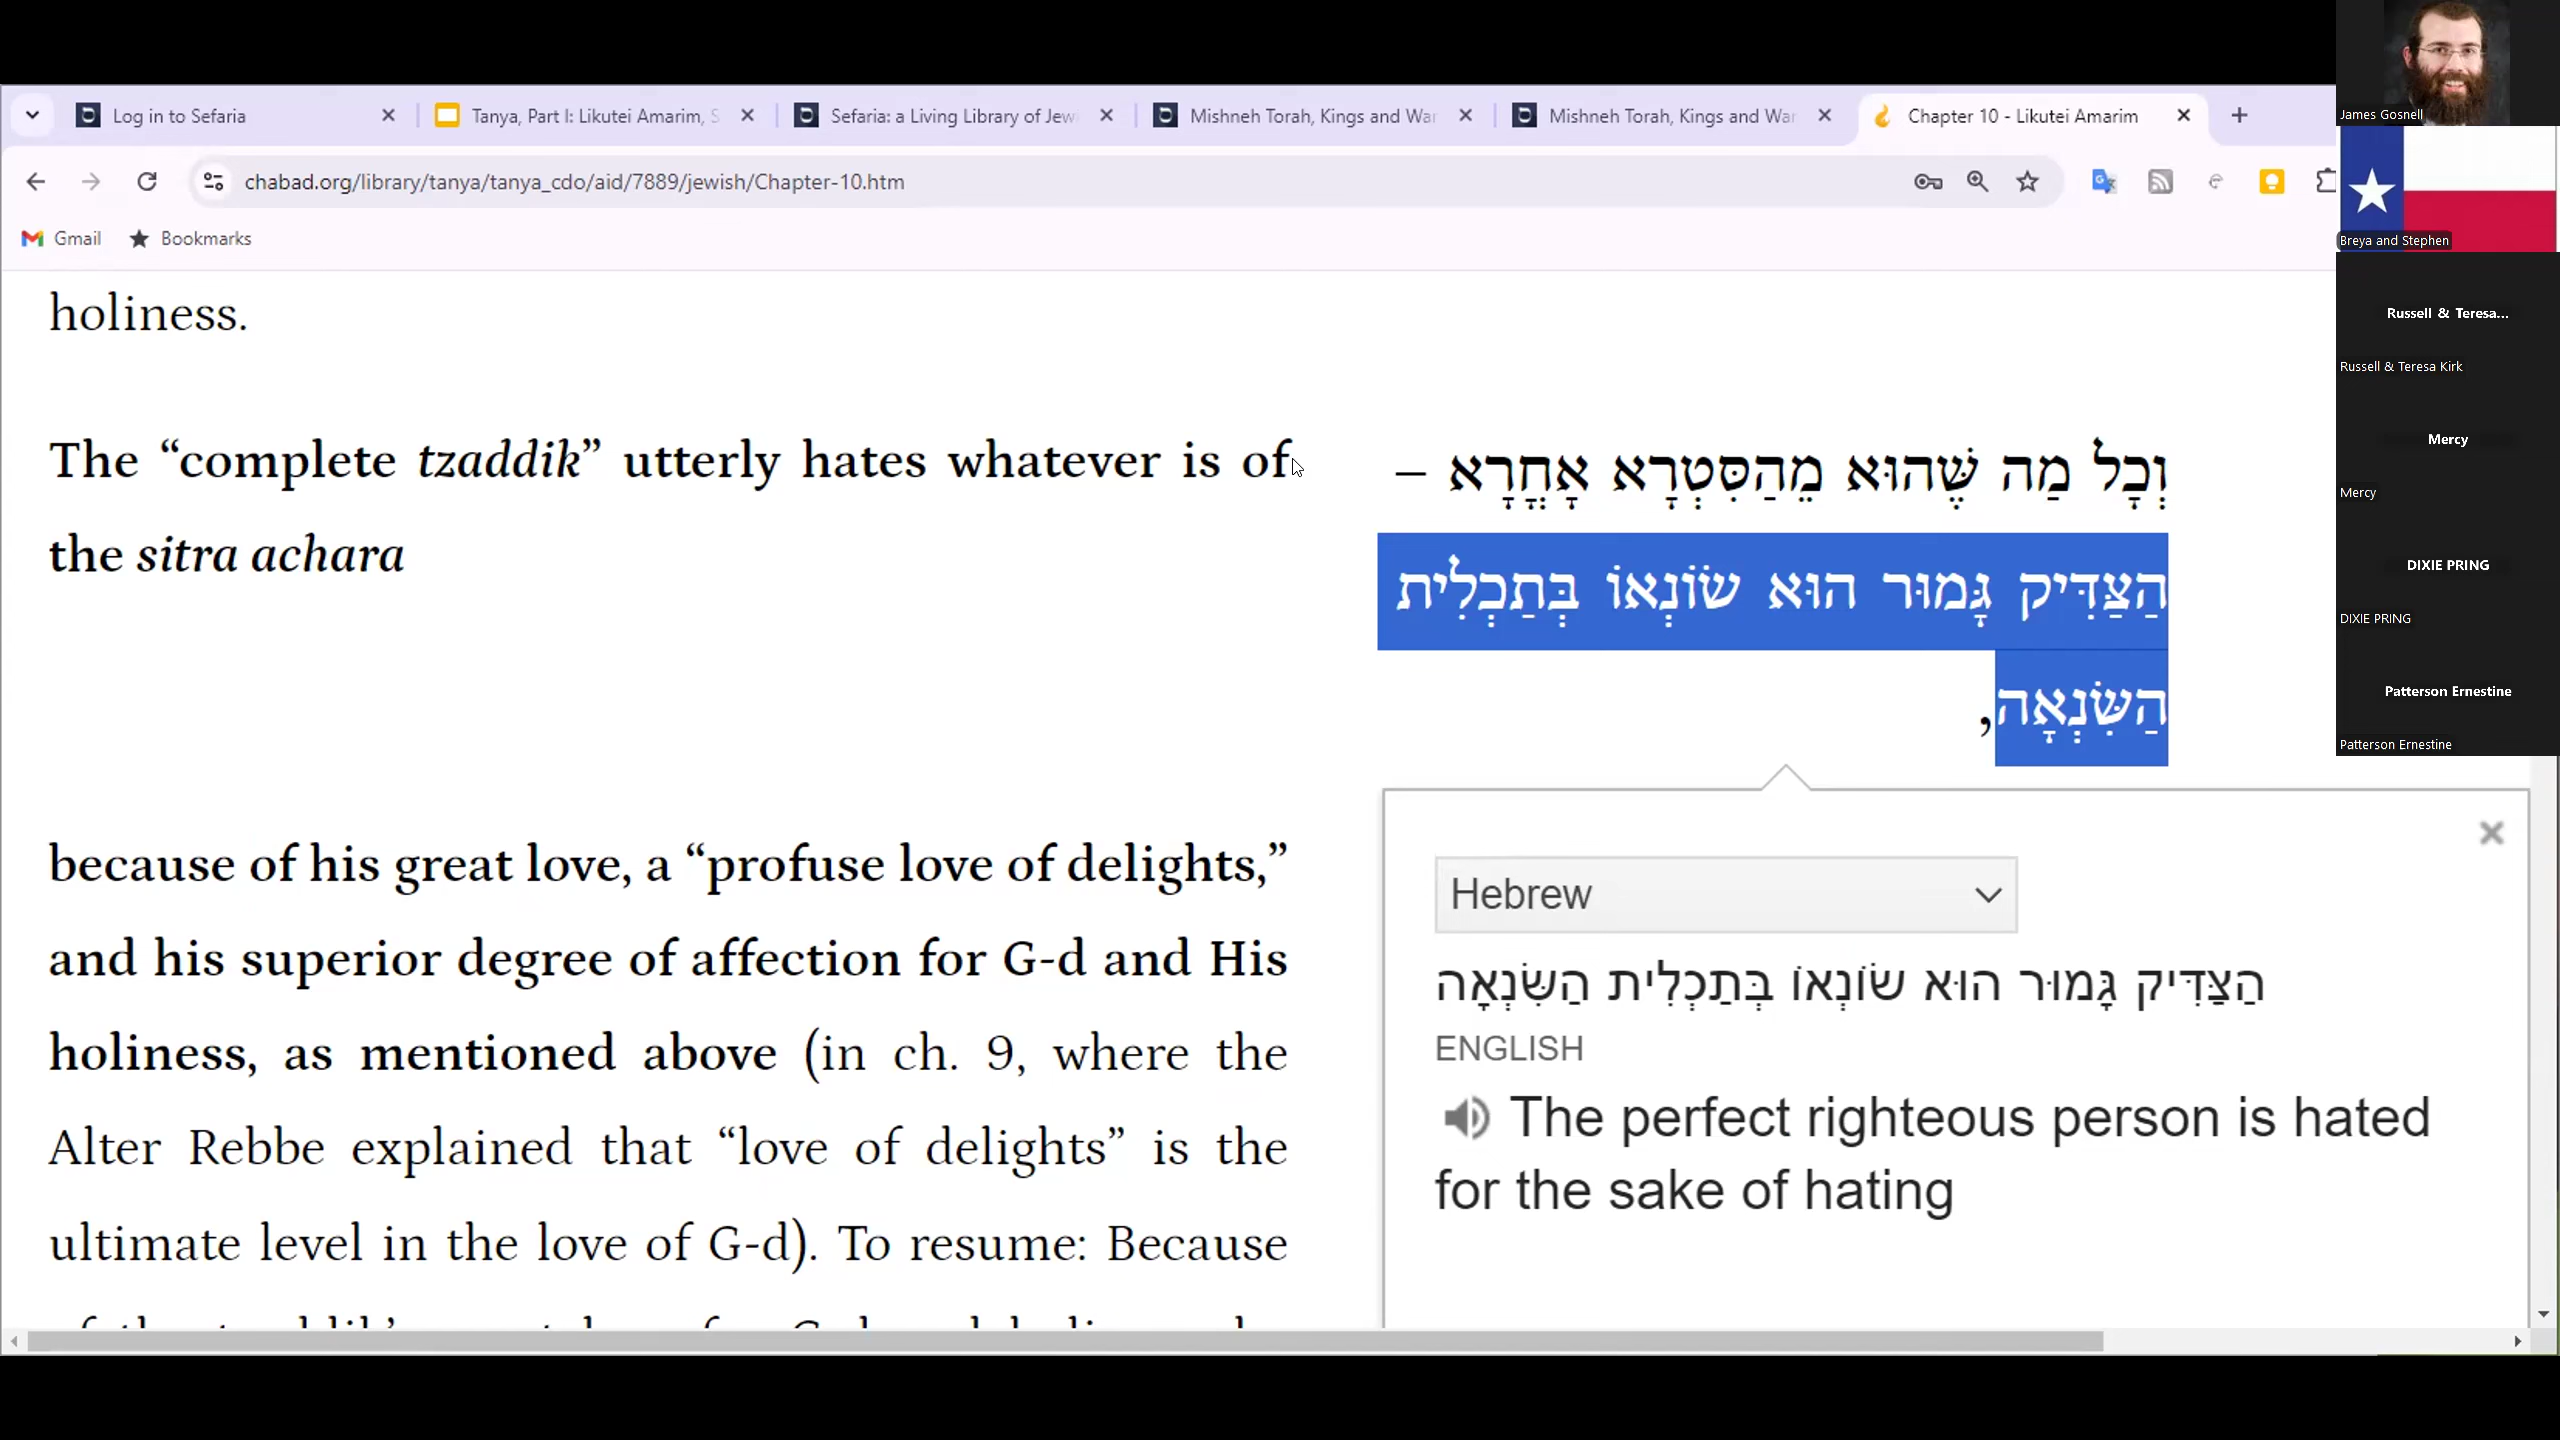 Log in to Sefaria
Tanya, Part I: Likutei Amarim, S
Sefaria: a Living Library of Jew
Mishneh Torah, Kings and War
Mishneh Torah, Kings and War
Chapter 10 - Likutei Amarim
chabad.org/library/tanya/tanya_cdo/aid/7889/jewish/Chapter-10.htm
Gmail
Bookmarks
holiness.
The “complete tzaddik” utterly hates whatever is of
the sitra achara
because of his great love, a “profuse love of delights,”
and his superior degree of affection for G-d and His
holiness, as mentioned above (in ch. 9, where the
Alter Rebbe explained that “love of delights” is the
ultimate level in the love of G-d). To resume: Because
וְכָל מַה שֶּׁהוּא מֵהַסִּטְרָא אָחֳרָא –
הַצַּדִּיק גָּמוּר הוּא שׂוֹנְאוֹ בְּתַכְלִית
הַשִּׂנְאָה,
Hebrew
הַצַּדִּיק גָּמוּר הוּא שׂוֹנְאוֹ בְּתַכְלִית הַשִּׂנְאָה
ENGLISH
The perfect righteous person is hated
for the sake of hating
James Gosnell
Breya and Stephen
Russell & Teresa...
Russell & Teresa Kirk
Mercy
Mercy
DIXIE PRING
DIXIE PRING
Patterson Ernestine
Patterson Ernestine